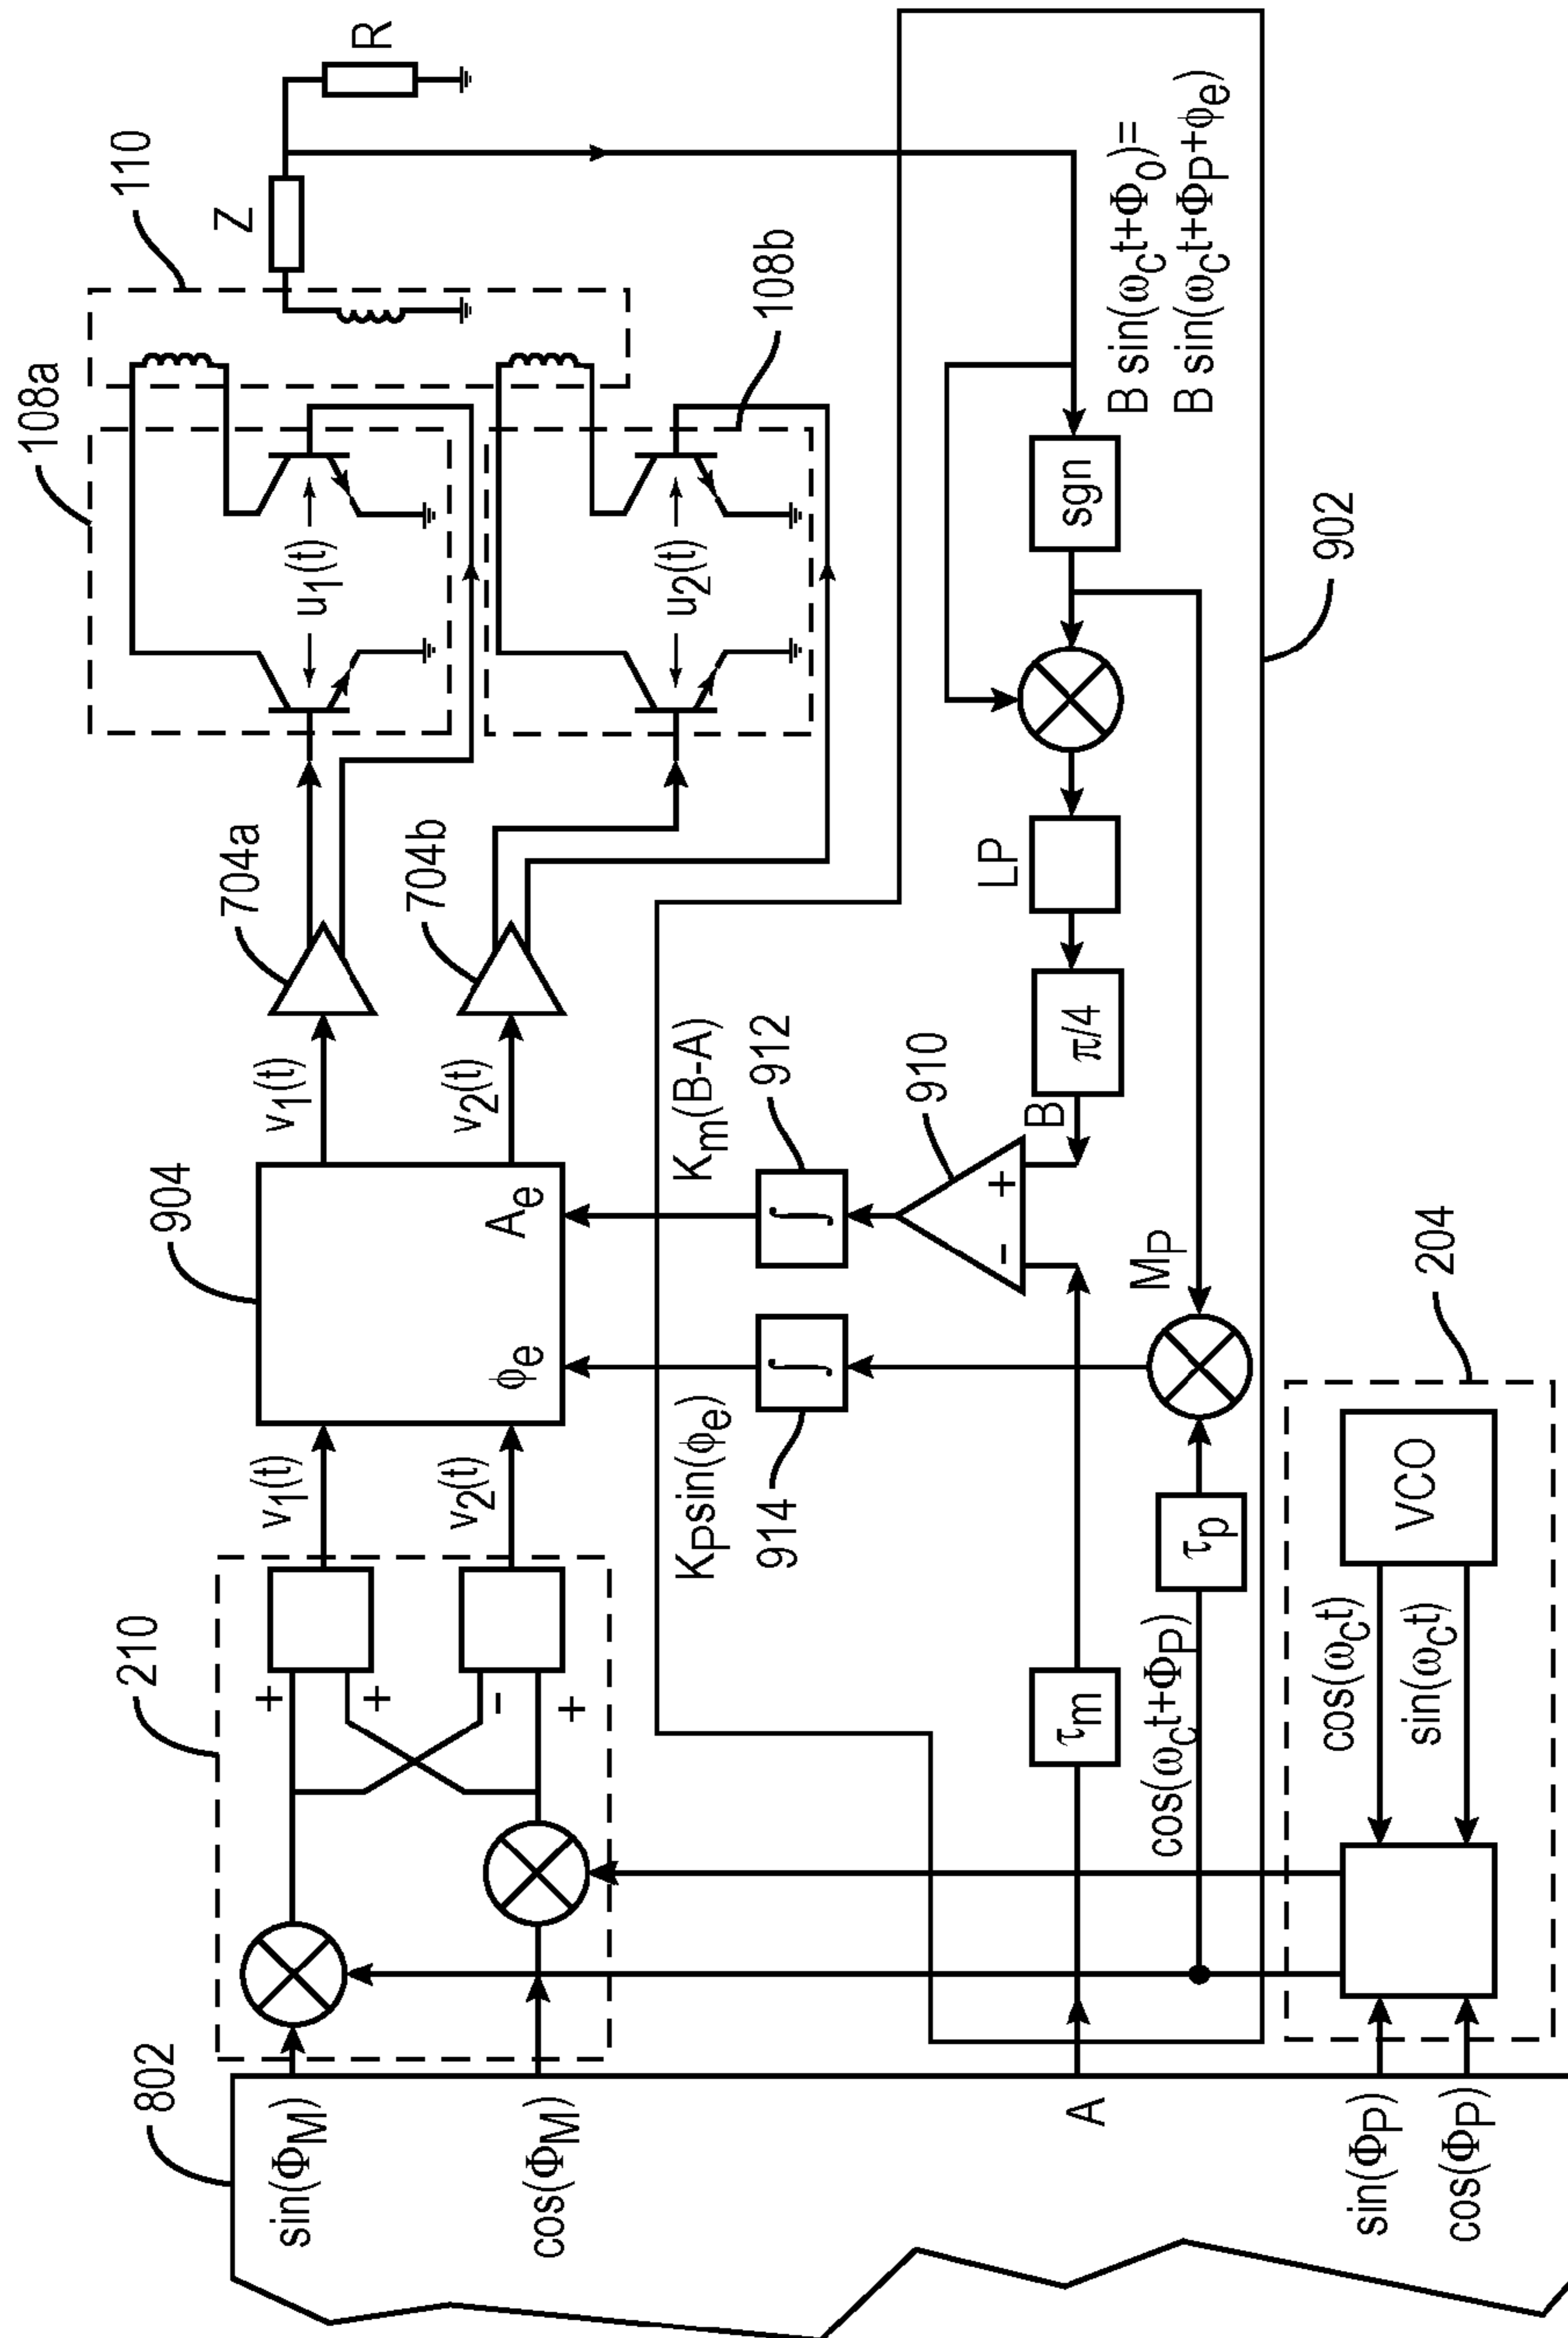 802
sin(ΦM)
cos(ΦM)
A
sin(ΦP)
cos(ΦP)
210
+
+
-
+
v1(t)
v2(t)
904
ϕe
Ae
v1(t)
v2(t)
704a
704b
108a
u1(t)
u2(t)
108b
110
Z
R
KPsin(ϕe)
914
∫
Km(B-A)
912
∫
910
-
+
B
π/4
LP
sgn
B sin(ωct+Φo)=
B sin(ωct+ΦP+ϕe)
902
τm
cos(ωct+ΦP)
τp
MP
204
cos(ωct)
sin(ωct)
VCO